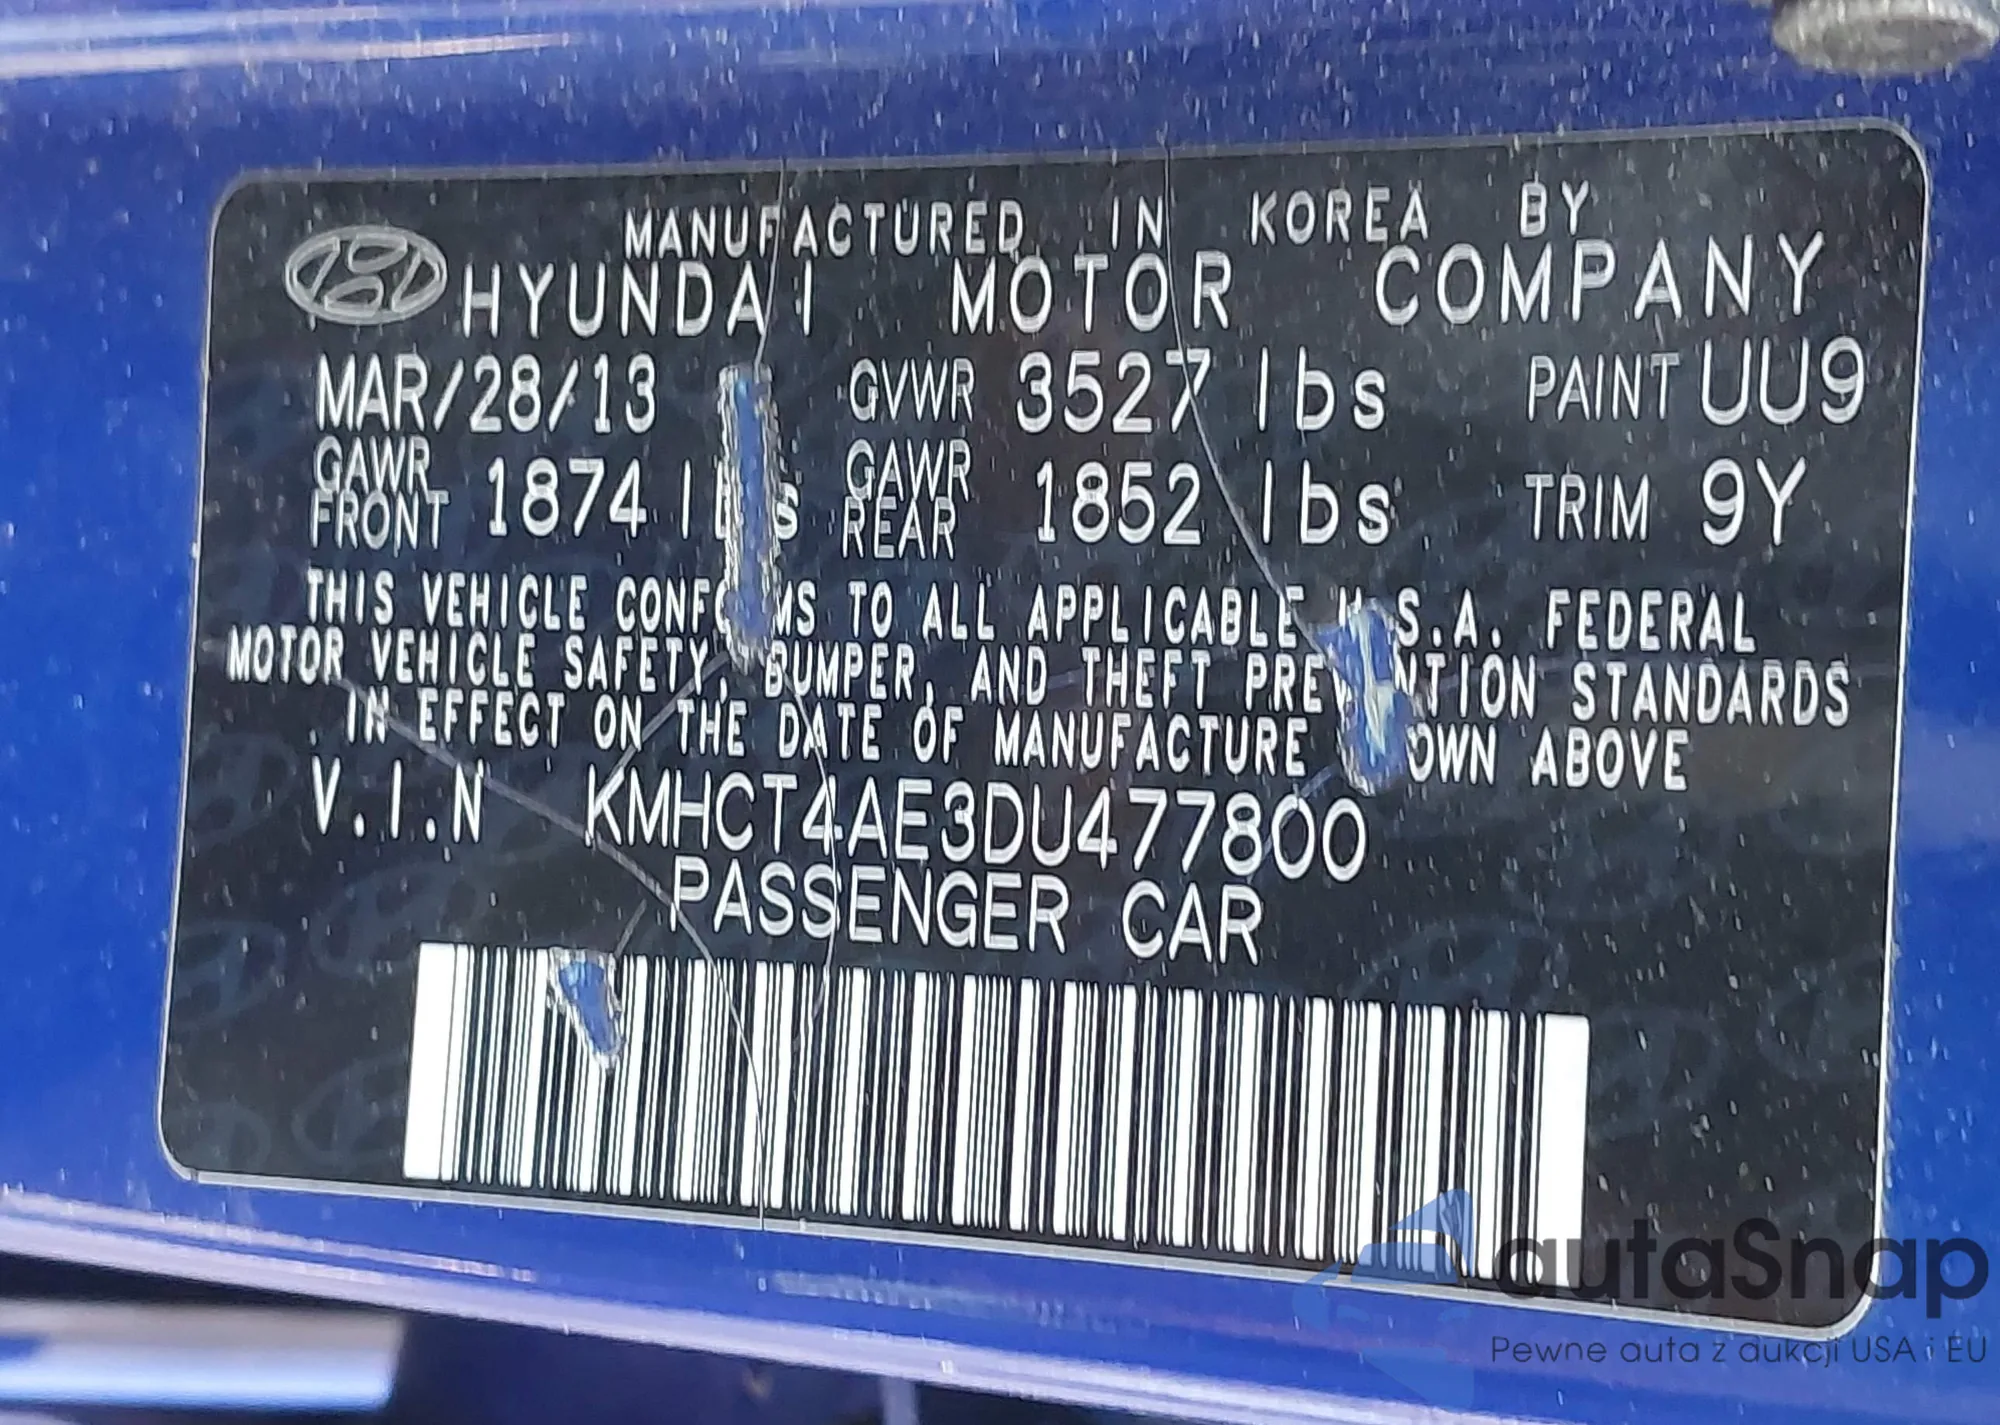 MANUFACTURED IN KOREA BY
HYUNDAI MOTOR COMPANY
MAR/28/13 GVWR 3527 lbs PAINT UU9
GAWR FRONT 1874 lbs GAWR REAR 1852 lbs TRIM 9Y
THIS VEHICLE CONFORMS TO ALL APPLICABLE U.S.A. FEDERAL
MOTOR VEHICLE SAFETY, BUMPER, AND THEFT PREVENTION STANDARDS
IN EFFECT ON THE DATE OF MANUFACTURE SHOWN ABOVE
V.I.N KMHCT4AE3DU477800
PASSENGER CAR
autaSnap
Pewne auta z dukcji USA i EU